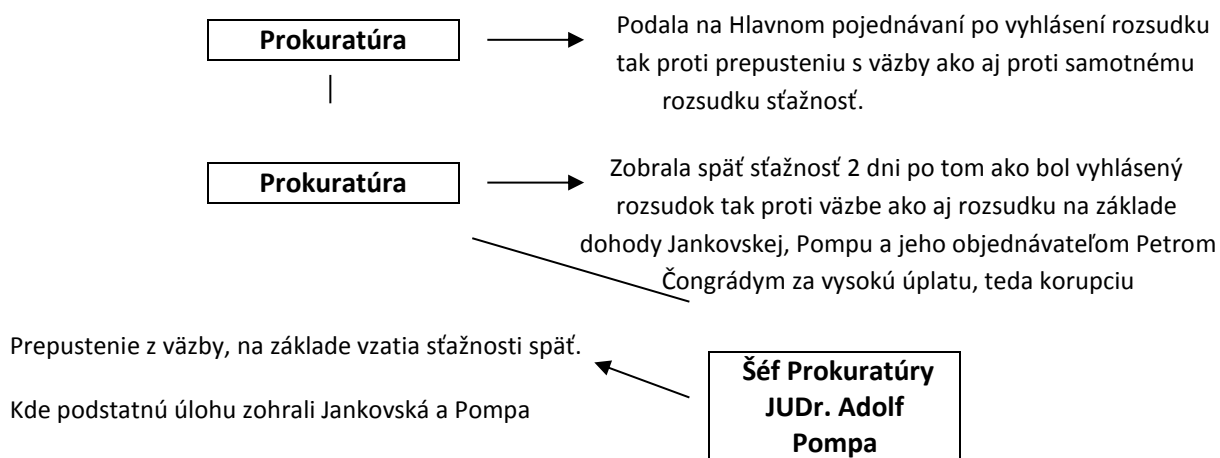 Prokuratúra
Podala na Hlavnom pojednávaní po vyhlásení rozsudku
tak proti prepusteniu s väzby ako aj proti samotnému
rozsudku sťažnosť.
Prokuratúra
Zobrala späť sťažnosť 2 dni po tom ako bol vyhlásený
rozsudok tak proti väzbe ako aj rozsudku na základe
dohody Jankovskej, Pompu a jeho objednávateľom Petrom
Čongrádym za vysokú úplatu, teda korupciu
Prepustenie z väzby, na základe vzatia sťažnosti späť.
Kde podstatnú úlohu zohrali Jankovská a Pompa
Šéf Prokuratúry
JUDr. Adolf
Pompa